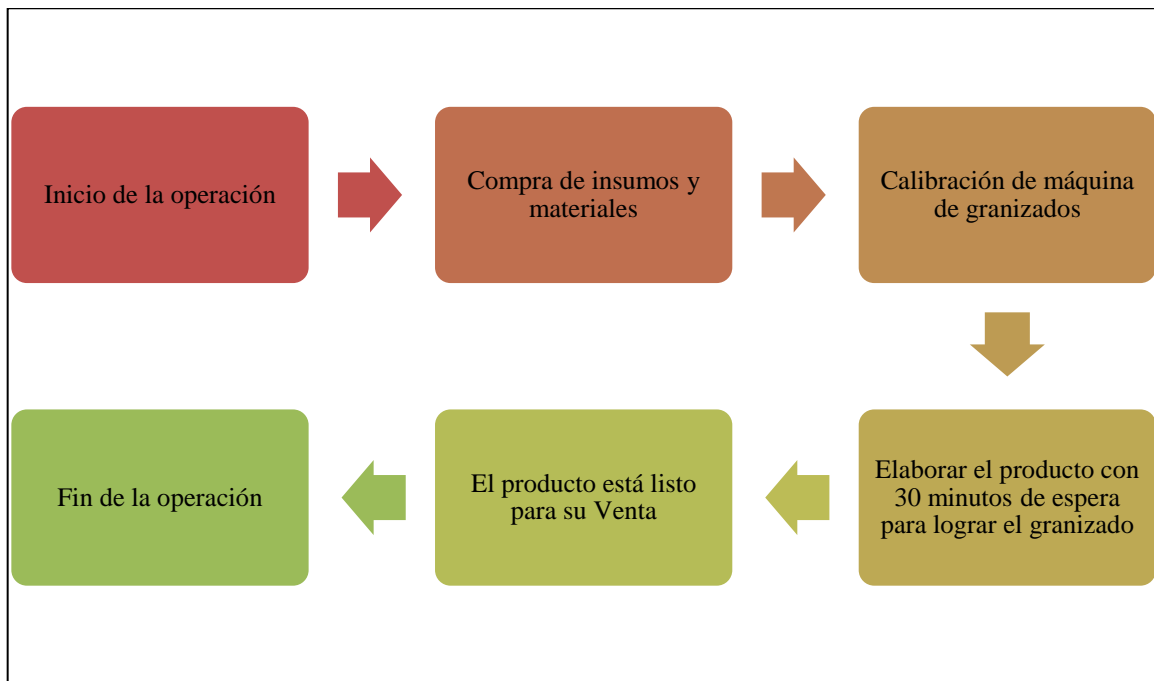 Inicio de la operación
Compra de insumos y
materiales
Calibración de máquina
de granizados
Elaborar el producto con
30 minutos de espera
para lograr el granizado
El producto está listo
para su Venta
Fin de la operación